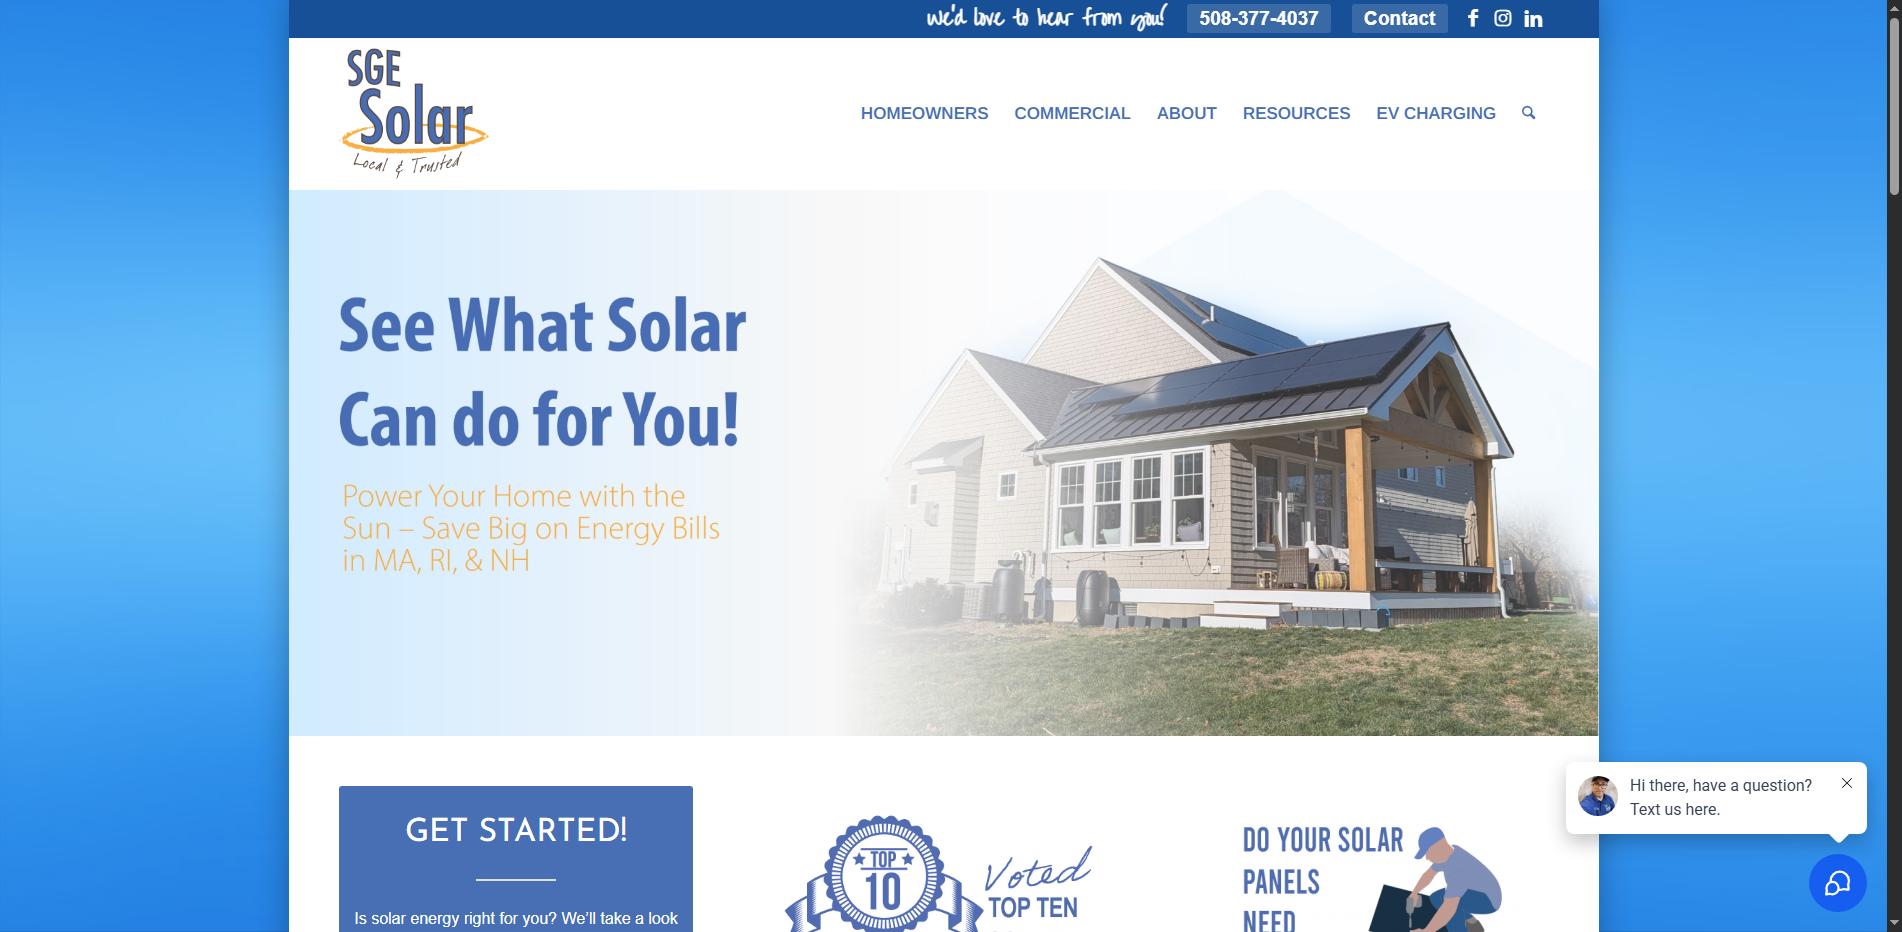 we'd love to hear from you!
508-377-4037
Contact
SGE
Solar
Local & Trusted
HOMEOWNERS
COMMERCIAL
ABOUT
RESOURCES
EV CHARGING
See What Solar
Can do for You!
Power Your Home with the
Sun – Save Big on Energy Bills
in MA, RI, & NH
GET STARTED!
Is solar energy right for you? We'll take a look
TOP
10
Voted
TOP TEN
DO YOUR SOLAR
PANELS
NEED
Hi there, have a question?
Text us here.